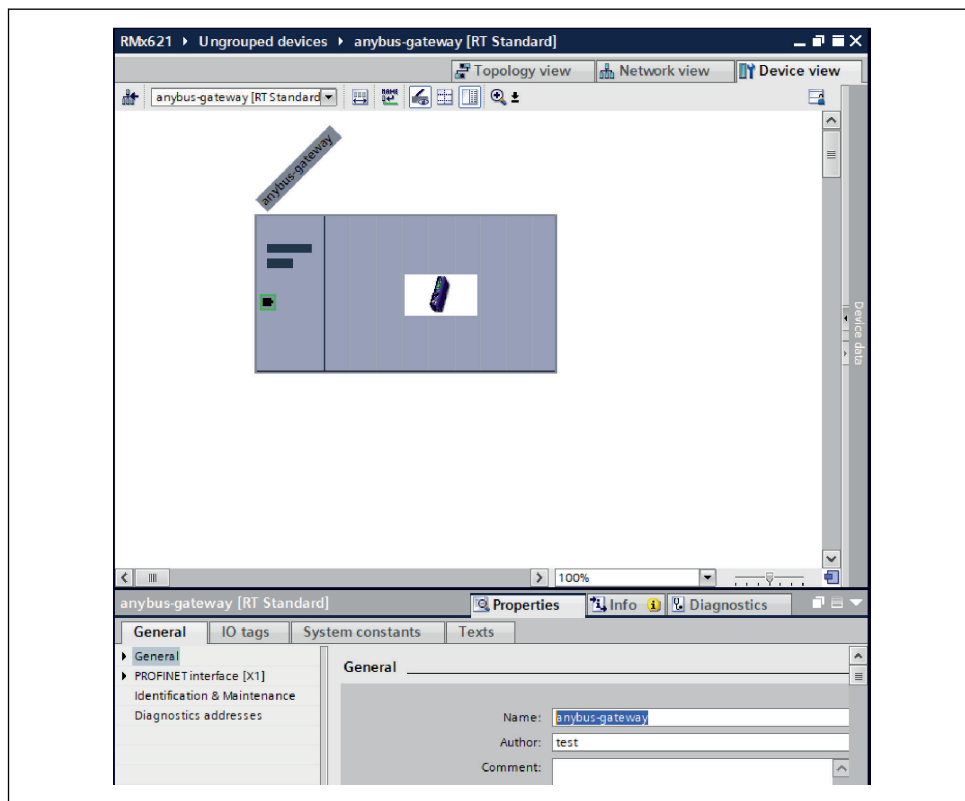 RMx621 ▸ Ungrouped devices ▸ anybus-gateway [RT Standard]
Topology view Network view Device view
anybus-gateway [RT Standard
anybus-gateway
Device data
100%
anybus-gateway [RT Standard] Properties Info Diagnostics
General IO tags System constants Texts
General
PROFINET interface [X1]
Identification & Maintenance
Diagnostics addresses
General
Name: anybus-gateway
Author: test
Comment: